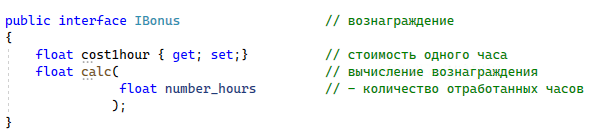 public interface IBonus // вознаграждение
{
float cost1hour { get; set;} // стоимость одного часа
float calc( // вычисление вознаграждения
float number_hours // – количество отработанных часов
);
}